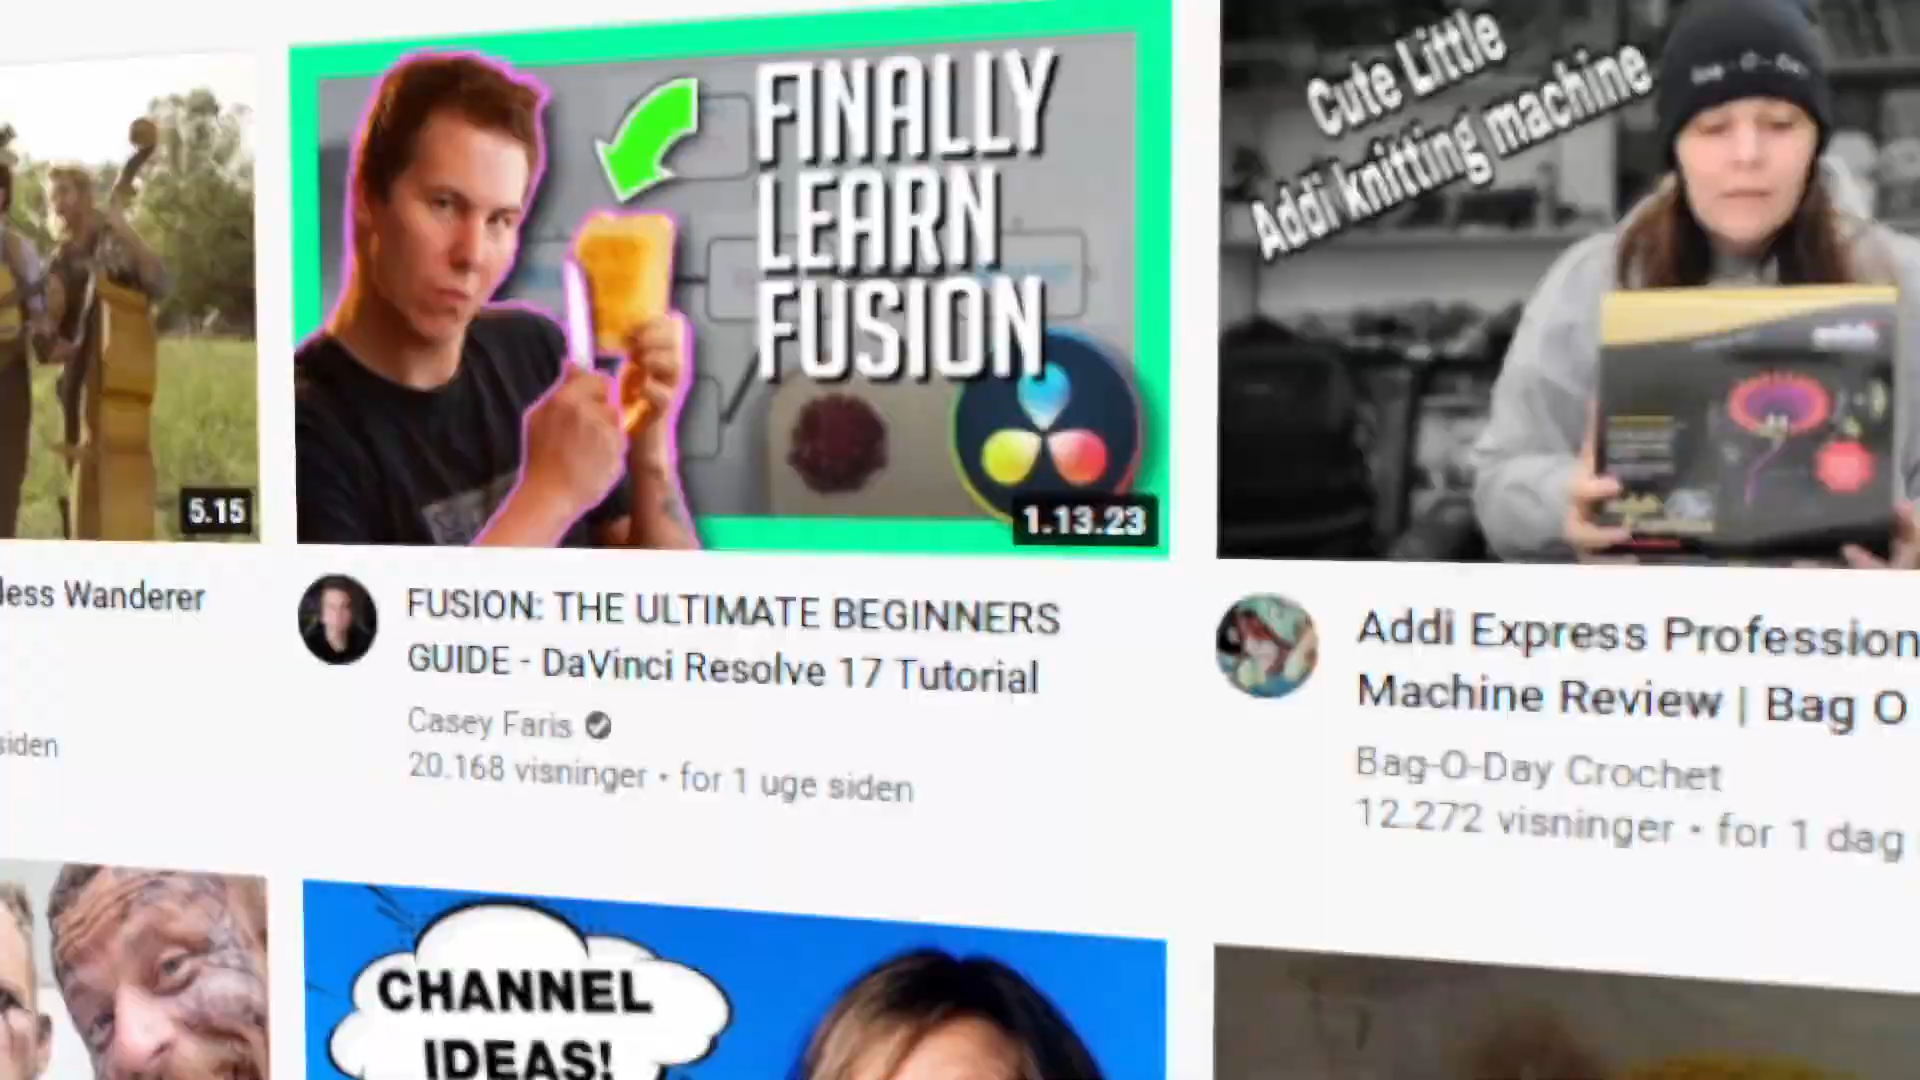 FINALLY
LEARN
FUSION
Cute Little
Addi knitting machine
5.15
1.13.23
less Wanderer
siden
FUSION: THE ULTIMATE BEGINNERS
GUIDE - DaVinci Resolve 17 Tutorial
Casey Faris
20.168 visninger • for 1 uge siden
Addi Express Profession
Machine Review | Bag O
Bag-O-Day Crochet
12.272 visninger • for 1 dag
CHANNEL
IDEAS!